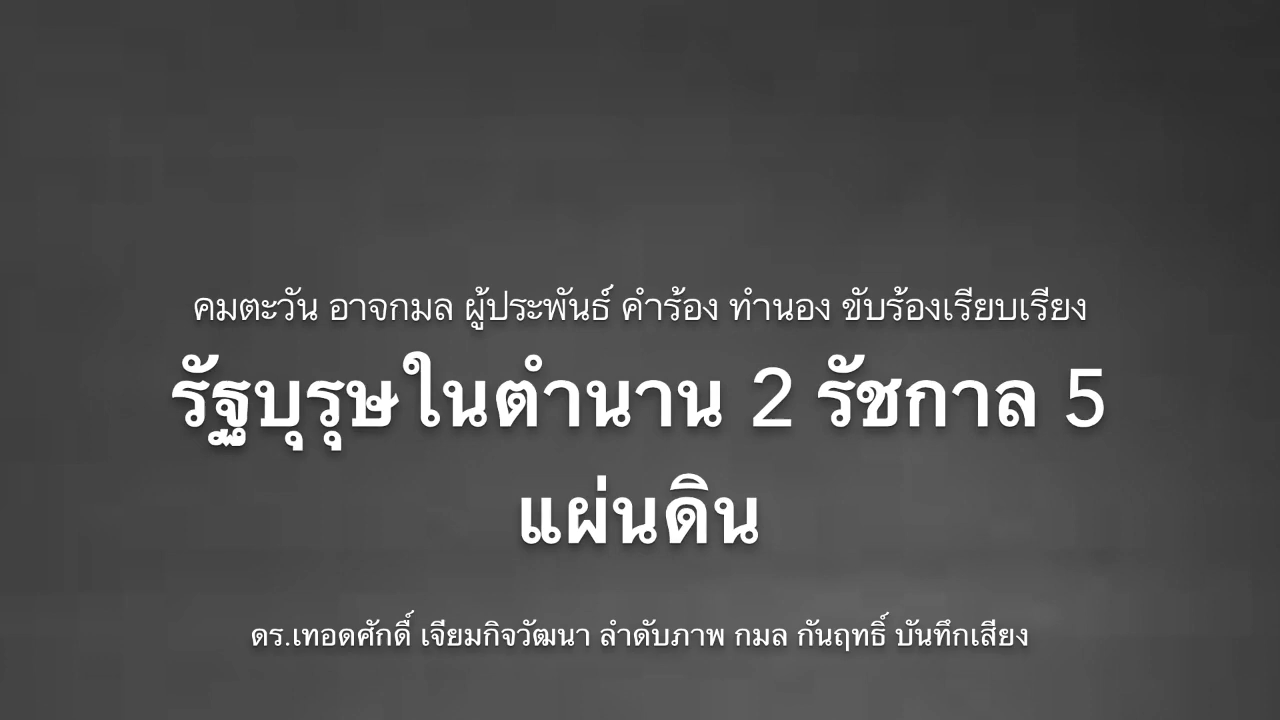 คมตะวัน อาจกมล ผู้ประพันธ์ คำร้อง ทำนอง ขับร้องเรียบเรียง
รัฐบุรุษในตำนาน 2 รัชกาล 5
แผ่นดิน
ดร.เทอดศักดิ์ เจียมกิจวัฒนา ลำดับภาพ กมล กันฤทธิ์ บันทึกเสียง